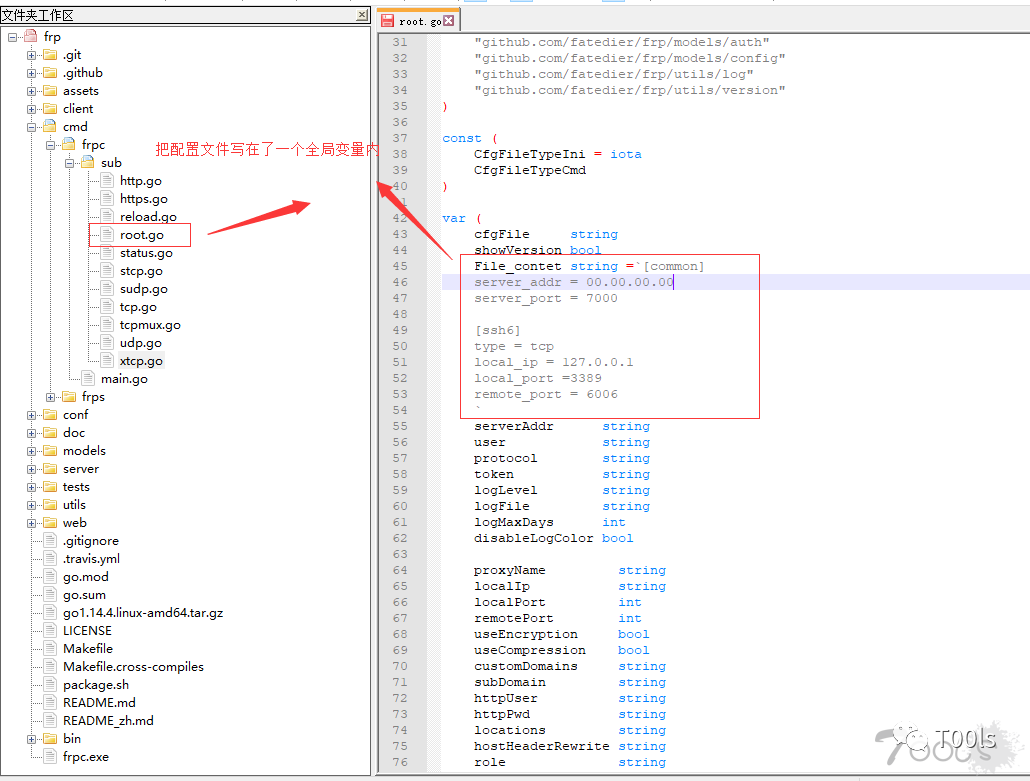 文件夹工作区
frp
.git
.github
assets
client
cmd
frpc
sub
http.go
https.go
reload.go
root.go
status.go
stcp.go
sudp.go
tcp.go
tcpmux.go
udp.go
xtcp.go
main.go
frps
conf
doc
models
server
tests
utils
web
.gitignore
.travis.yml
go.mod
go.sum
go1.14.4.linux-amd64.tar.gz
LICENSE
Makefile
Makefile.cross-compiles
package.sh
README.md
README_zh.md
bin
frpc.exe
把配置文件写在了一个全局变量内
root.go
31 "github.com/fatedier/frp/models/auth"
32 "github.com/fatedier/frp/models/config"
33 "github.com/fatedier/frp/utils/log"
34 "github.com/fatedier/frp/utils/version"
35 )
36
37 const (
38 CfgFileTypeIni = iota
39 CfgFileTypeCmd
40 )
41
42 var (
43 cfgFile string
44 showVersion bool
45 File_contet string =`[common]
46 server_addr = 00.00.00.00
47 server_port = 7000
48
49 [ssh6]
50 type = tcp
51 local_ip = 127.0.0.1
52 local_port =3389
53 remote_port = 6006
54 `
55 serverAddr string
56 user string
57 protocol string
58 token string
59 logLevel string
60 logFile string
61 logMaxDays int
62 disableLogColor bool
63
64 proxyName string
65 localIp string
66 localPort int
67 remotePort int
68 useEncryption bool
69 useCompression bool
70 customDomains string
71 subDomain string
72 httpUser string
73 httpPwd string
74 locations string
75 hostHeaderRewrite string
76 role string
T00ls